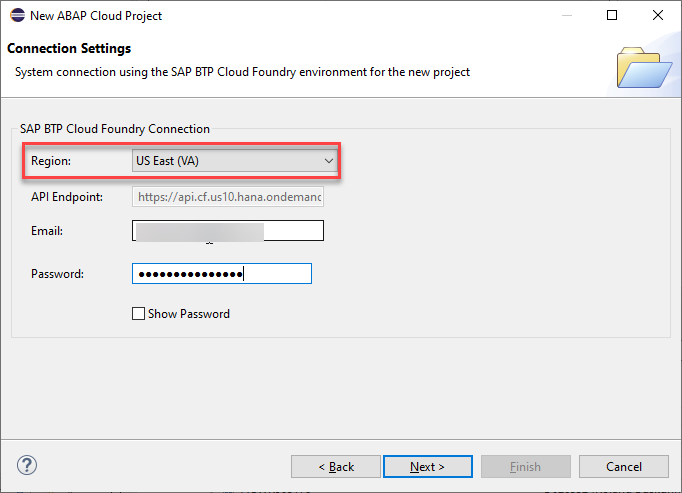 New ABAP Cloud Project
Connection Settings
System connection using the SAP BTP Cloud Foundry environment for the new project
SAP BTP Cloud Foundry Connection
Region: US East (VA)
API Endpoint: https://api.cf.us10.hana.ondemanc
Email:
Password: ●●●●●●●●●●●●●●●
Show Password
< Back Next > Finish Cancel